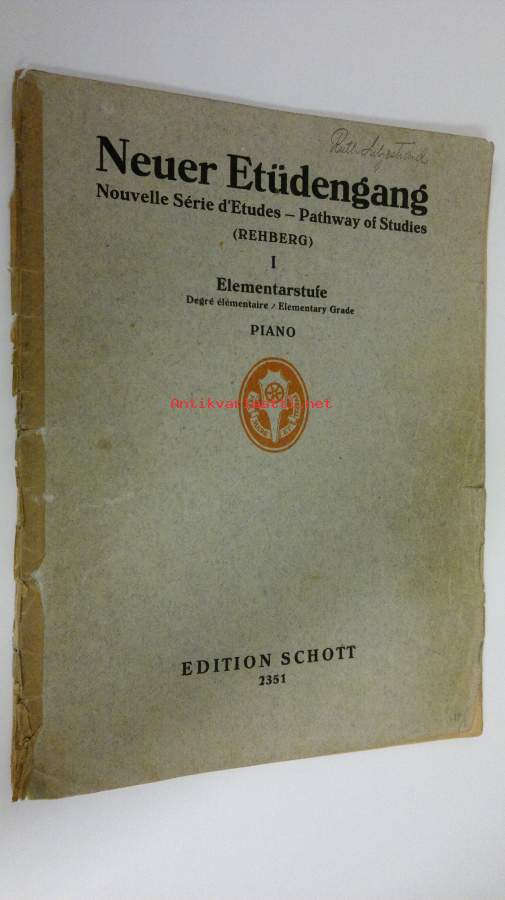 Neuer Etüdengang
Nouvelle Série d'Etudes – Pathway of Studies
(REHBERG)
I
Elementarstufe
Degré élémentaire / Elementary Grade
PIANO
Antikvariaatti.net
EDITION SCHOTT
2351